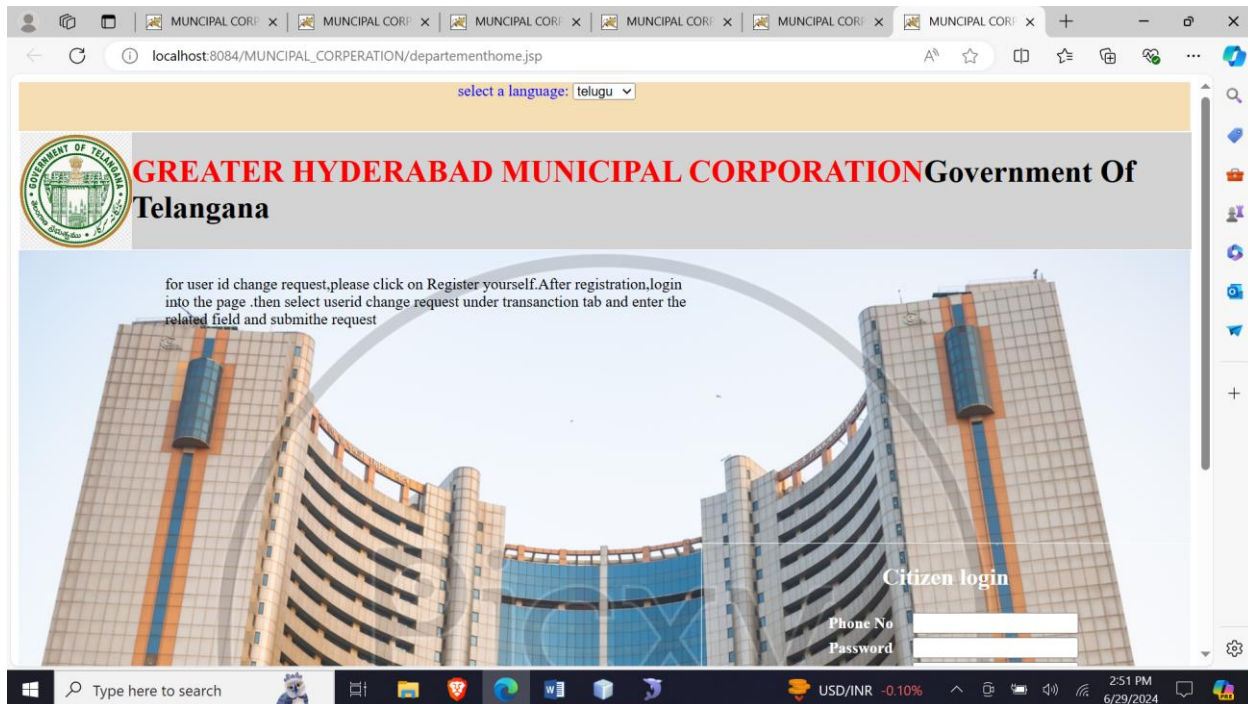 MUNCIPAL CORP
MUNCIPAL CORP
MUNCIPAL CORP
MUNCIPAL CORP
MUNCIPAL CORP
MUNCIPAL CORP
localhost:8084/MUNCIPAL_CORPERATION/departementhome.jsp
select a language: telugu
GOVERNMENT OF TELANGANA
GREATER HYDERABAD MUNICIPAL CORPORATIONGovernment Of
Telangana
for user id change request,please click on Register yourself.After registration,login
into the page .then select userid change request under transanction tab and enter the
related field and submithe request
Citizen login
Phone No
Password
Type here to search
USD/INR -0.10%
2:51 PM
6/29/2024